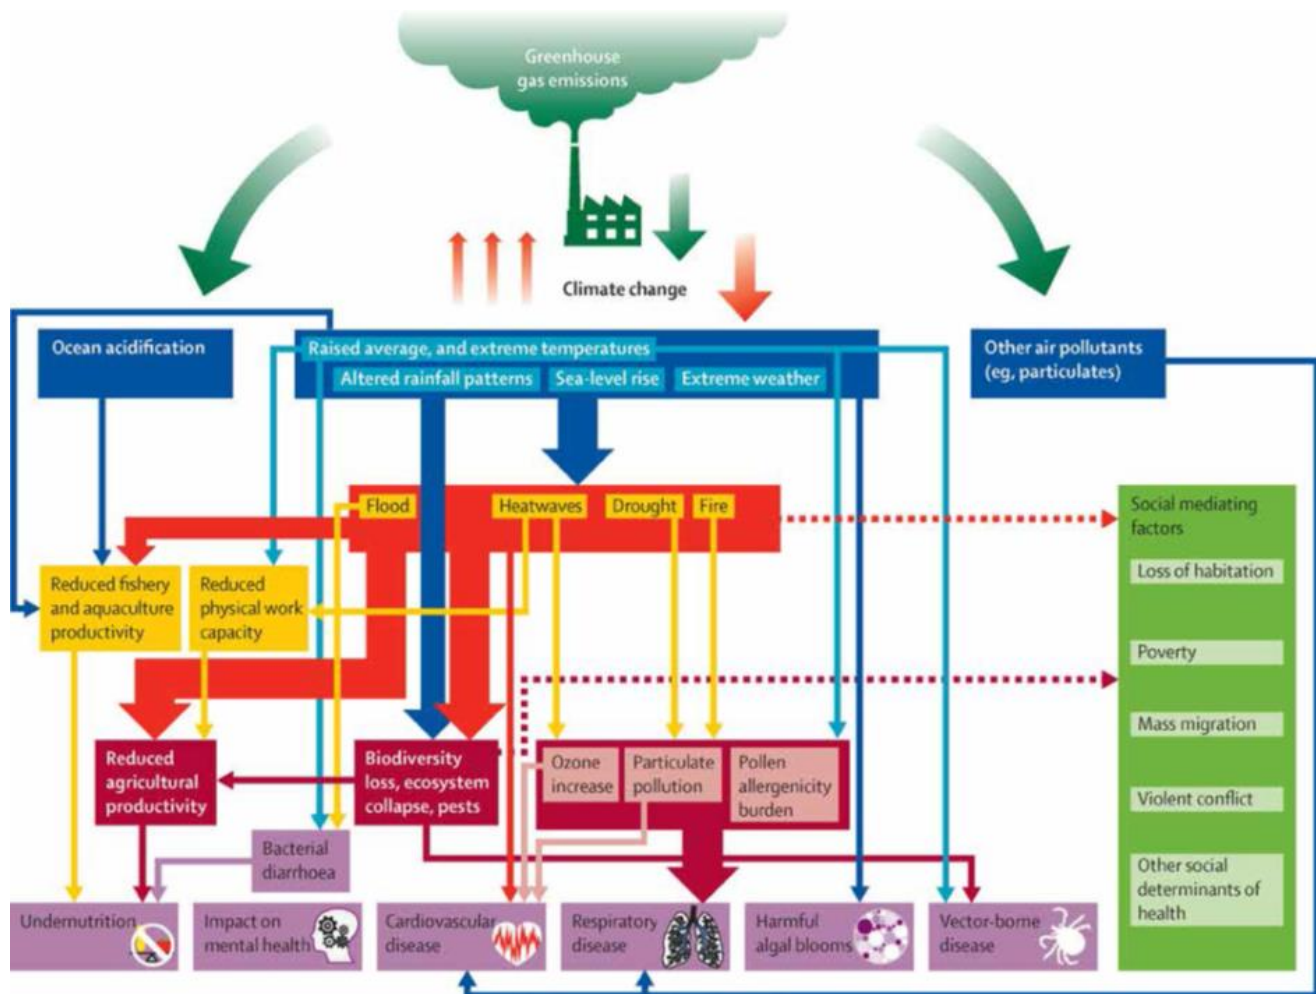 Greenhouse
gas emissions
Climate change
Ocean acidification
Raised average, and extreme temperatures
Altered rainfall patterns
Sea-level rise
Extreme weather
Other air pollutants
(eg, particulates)
Flood
Heatwaves
Drought
Fire
Social mediating
factors
Loss of habitation
Poverty
Mass migration
Violent conflict
Other social
determinants of
health
Reduced fishery
and aquaculture
productivity
Reduced
physical work
capacity
Reduced
agricultural
productivity
Biodiversity
loss, ecosystem
collapse, pests
Ozone
increase
Particulate
pollution
Pollen
allergenicity
burden
Bacterial
diarrhoea
Undernutrition
Impact on
mental health
Cardiovascular
disease
Respiratory
disease
Harmful
algal blooms
Vector-borne
disease